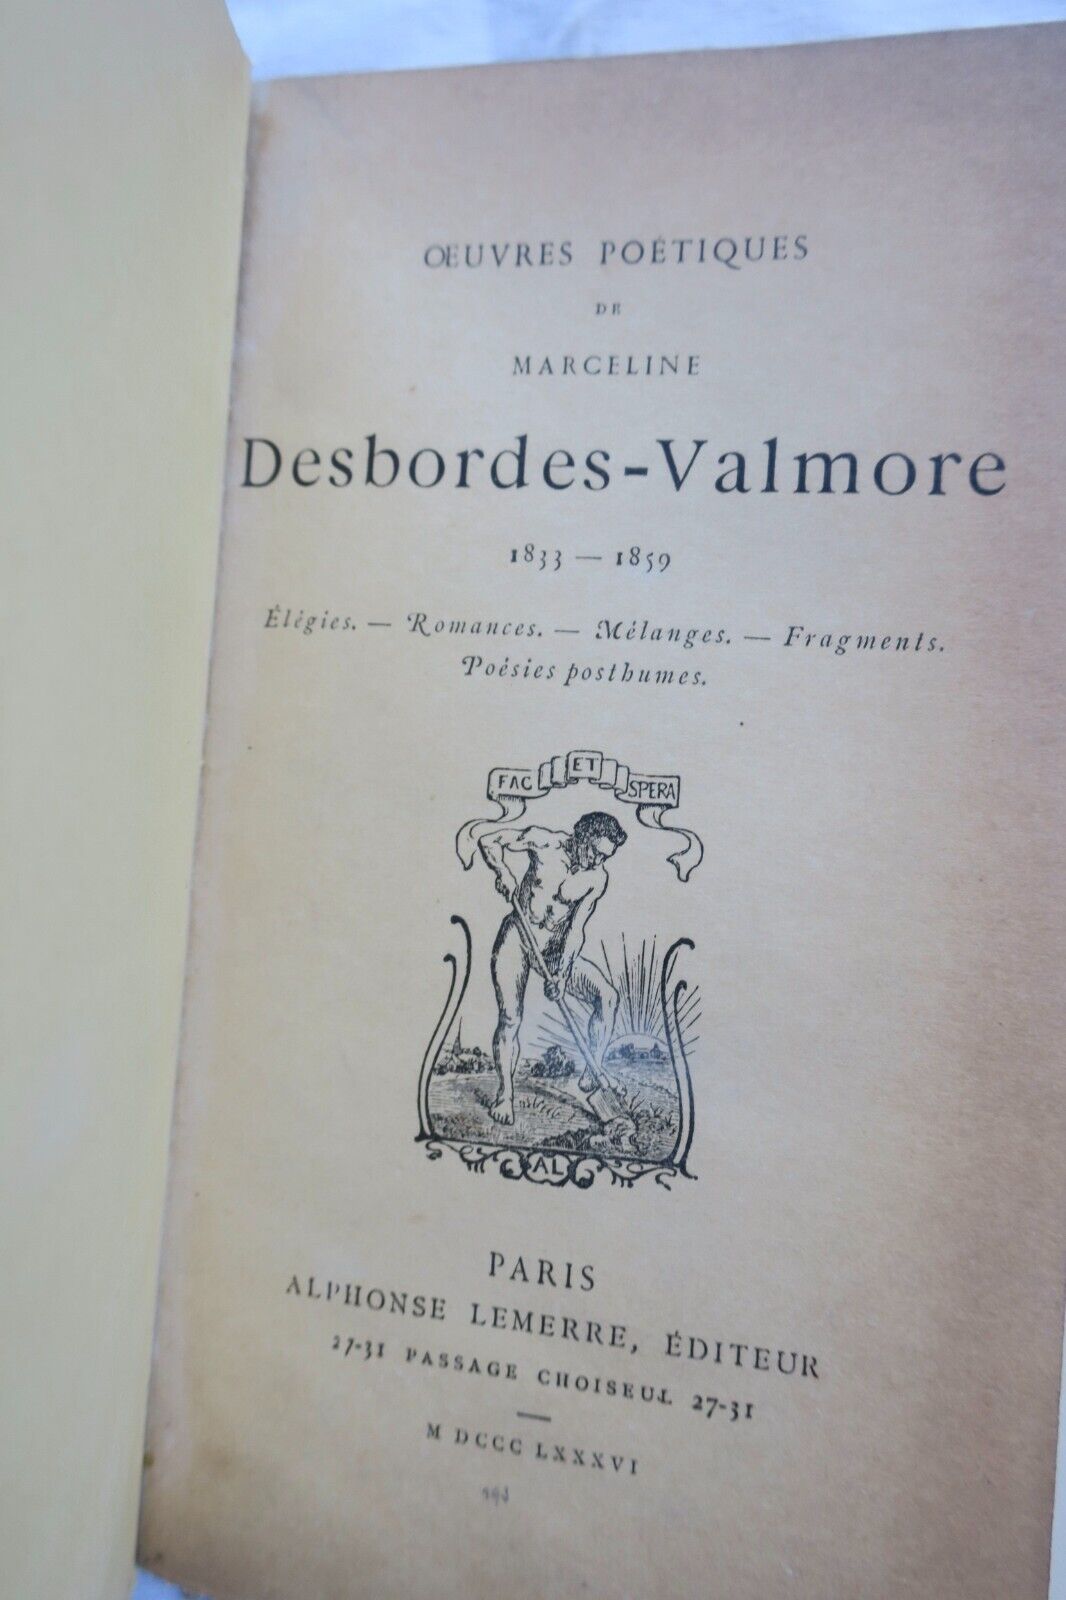 ŒUVRES POÉTIQUES
DE
MARCELINE
Desbordes-Valmore
1833 — 1859
Élégies. — Romances. — Mélanges. — Fragments.
Poésies posthumes.
FAC ET SPERA
AL
PARIS
ALPHONSE LEMERRE, ÉDITEUR
27-31 PASSAGE CHOISEUL 27-31
M DCCC LXXXVI